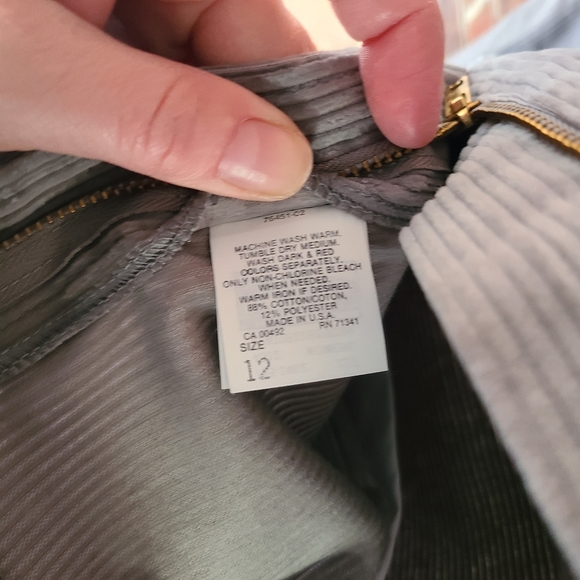 75451-02
MACHINE WASH WARM.
TUMBLE DRY MEDIUM.
WASH DARK & RED
COLORS SEPARATELY.
ONLY NON-CHLORINE BLEACH
WHEN NEEDED.
WARM IRON IF DESIRED.
88% COTTON/COTON,
12% POLYESTER
MADE IN U.S.A.
CA 00492 RN 71341
SIZE
12